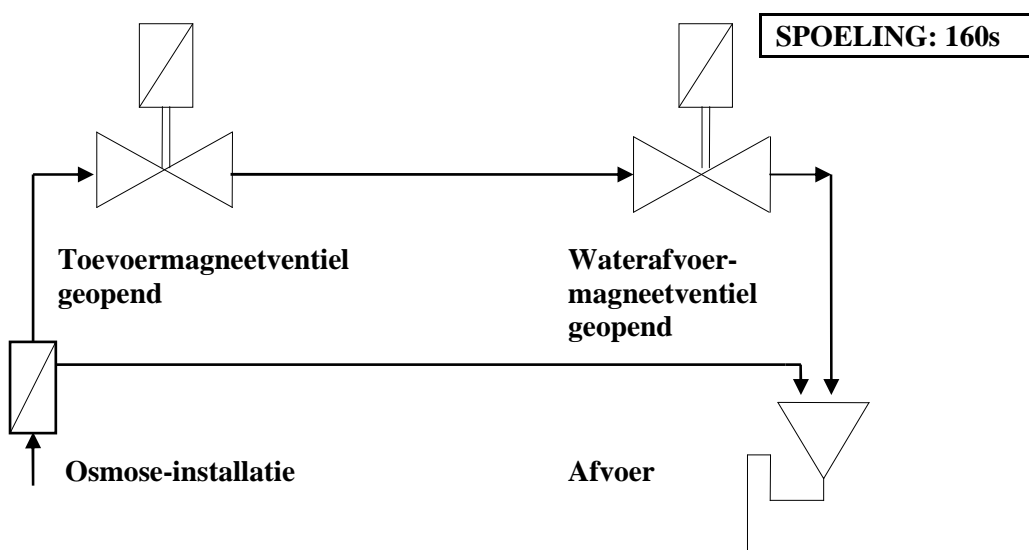 SPOELING: 160s
Toevoermagneetventiel
geopend
Waterafvoer-
magneetventiel
geopend
Osmose-installatie
Afvoer